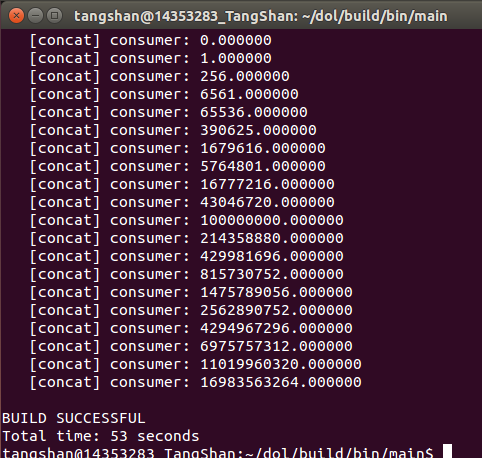 tangshan@14353283_TangShan: ~/dol/build/bin/main
[concat] consumer: 0.000000
[concat] consumer: 1.000000
[concat] consumer: 256.000000
[concat] consumer: 6561.000000
[concat] consumer: 65536.000000
[concat] consumer: 390625.000000
[concat] consumer: 1679616.000000
[concat] consumer: 5764801.000000
[concat] consumer: 16777216.000000
[concat] consumer: 43046720.000000
[concat] consumer: 100000000.000000
[concat] consumer: 214358880.000000
[concat] consumer: 429981696.000000
[concat] consumer: 815730752.000000
[concat] consumer: 1475789056.000000
[concat] consumer: 2562890752.000000
[concat] consumer: 4294967296.000000
[concat] consumer: 6975757312.000000
[concat] consumer: 11019960320.000000
[concat] consumer: 16983563264.000000
BUILD SUCCESSFUL
Total time: 53 seconds
tangshan@14353283_TangShan:~/dol/build/bin/main$